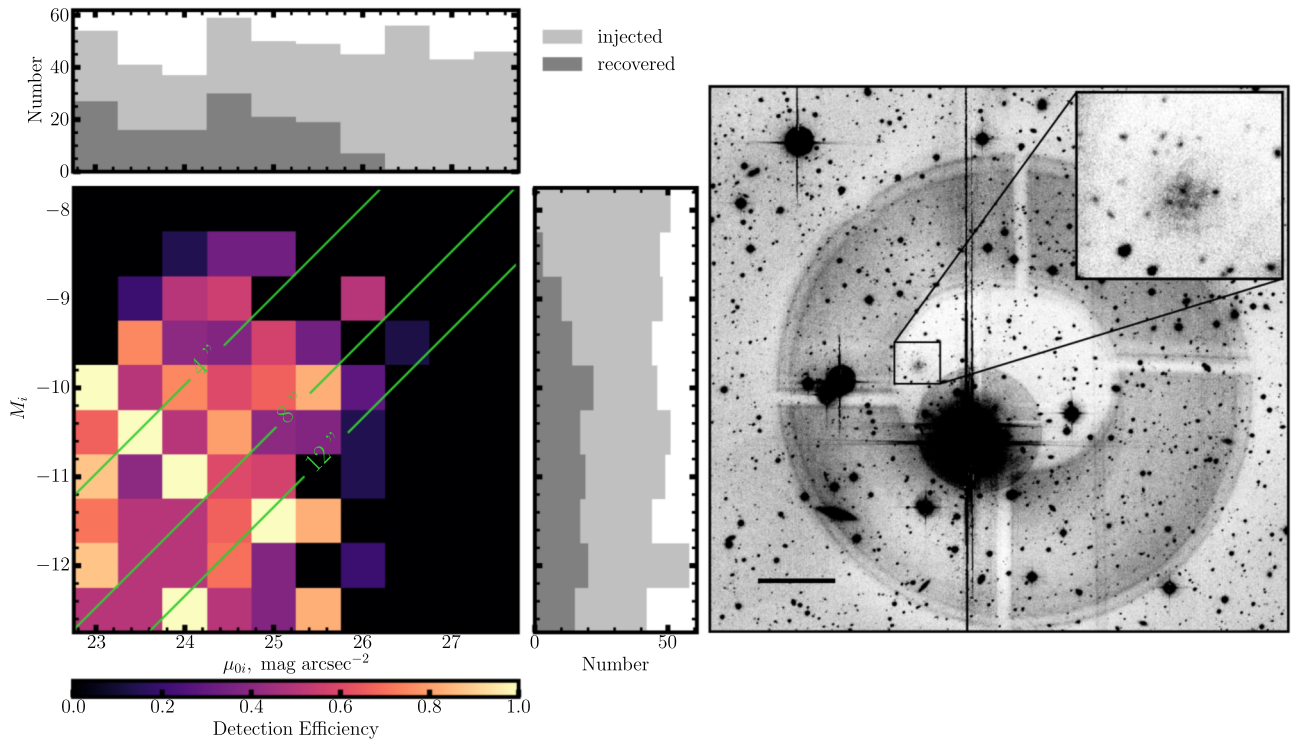 60
40
20
0
Number
injected
recovered
−8
−9
−10
−11
−12
M_i
4 ”
8 ”
12 ”
23 24 25 26 27
μ_{0i}, mag arcsec^{−2}
0 50
Number
0.0 0.2 0.4 0.6 0.8 1.0
Detection Efficiency